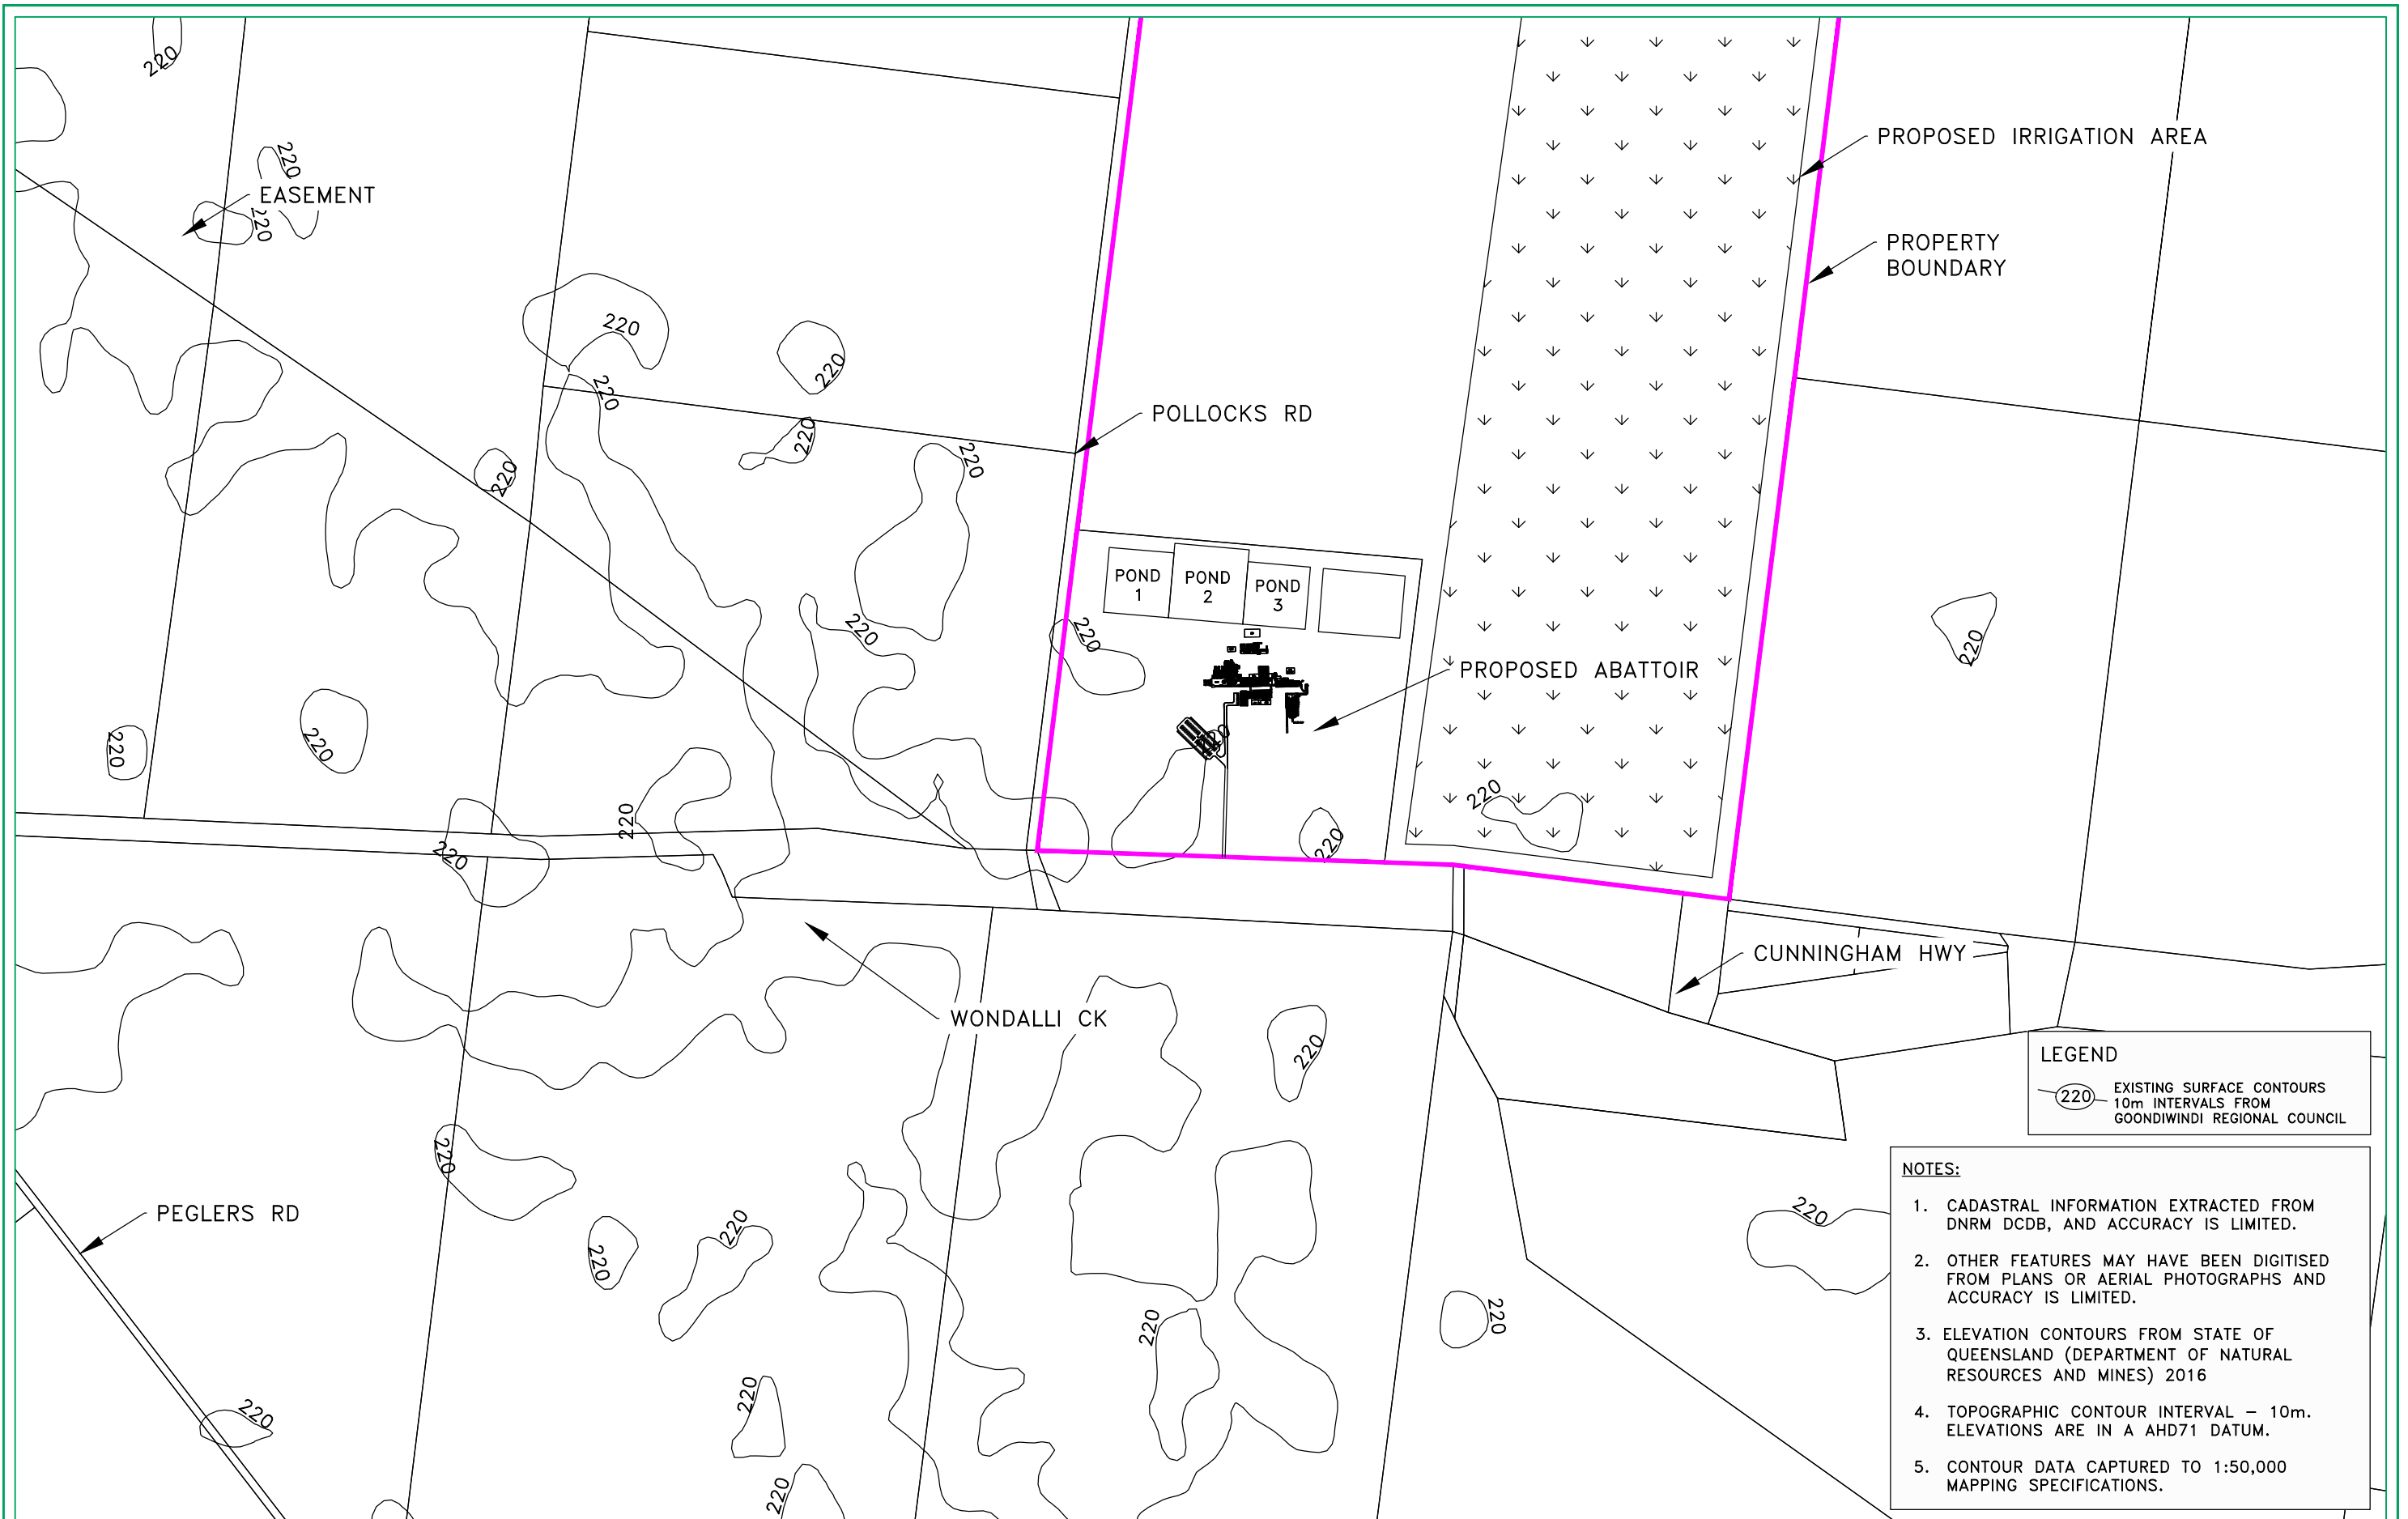 220
PROPOSED IRRIGATION AREA
220
EASEMENT
220
PROPERTY
BOUNDARY
220
220
220
POLLOCKS RD
220
220
220
POND
1
POND
2
POND
3
220
220
220
PROPOSED ABATTOIR
220
220
220
220
220
220
220
CUNNINGHAM HWY
WONDALLI CK
220
LEGEND
220
EXISTING SURFACE CONTOURS
10m INTERVALS FROM
GOONDIWINDI REGIONAL COUNCIL
220
NOTES:
1. CADASTRAL INFORMATION EXTRACTED FROM
DNRM DCDB, AND ACCURACY IS LIMITED.
2. OTHER FEATURES MAY HAVE BEEN DIGITISED
FROM PLANS OR AERIAL PHOTOGRAPHS AND
ACCURACY IS LIMITED.
3. ELEVATION CONTOURS FROM STATE OF
QUEENSLAND (DEPARTMENT OF NATURAL
RESOURCES AND MINES) 2016
4. TOPOGRAPHIC CONTOUR INTERVAL – 10m.
ELEVATIONS ARE IN A AHD71 DATUM.
5. CONTOUR DATA CAPTURED TO 1:50,000
MAPPING SPECIFICATIONS.
PEGLERS RD
220
220
220
220
220
220
220
220